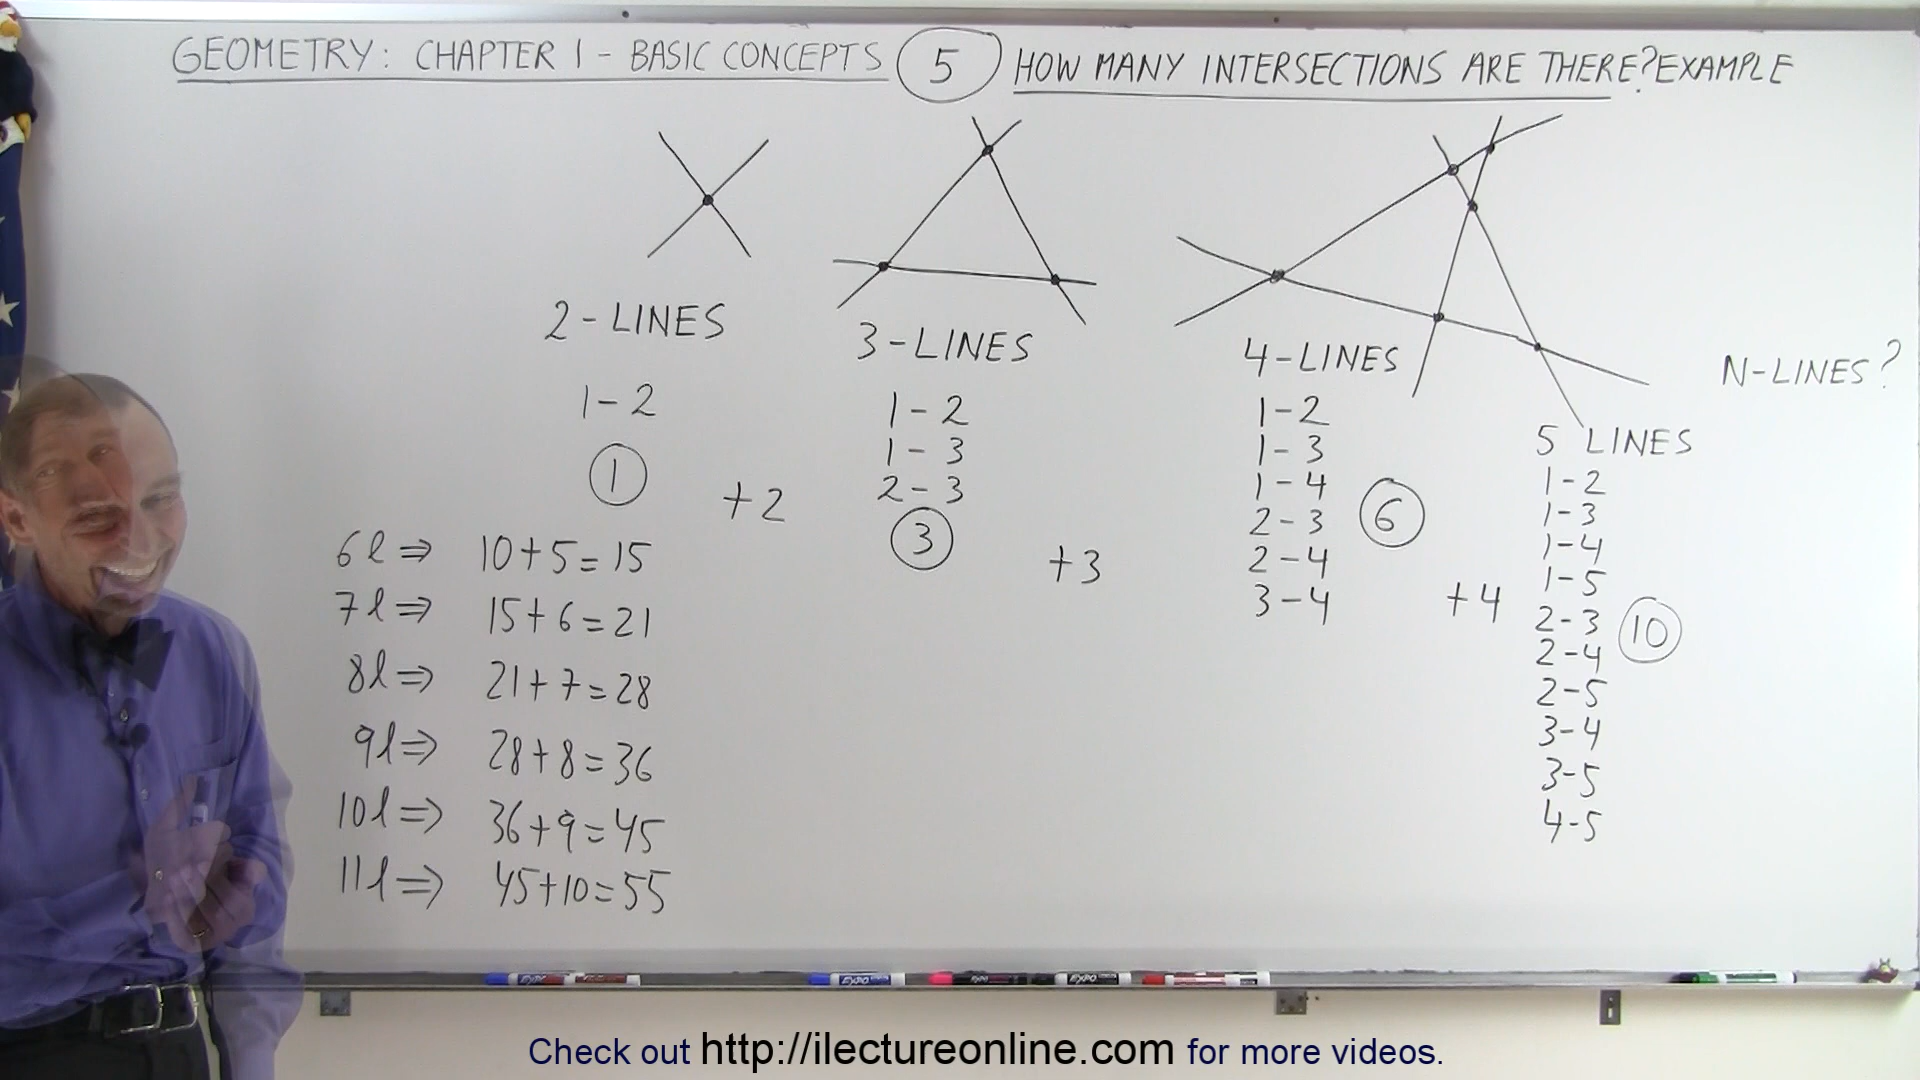 GEOMETRY: CHAPTER 1 - BASIC CONCEPTS 5 HOW MANY INTERSECTIONS ARE THERE? EXAMPLE
2-LINES
1-2
1
+2
3-LINES
1-2
1-3
2-3
3
+3
4-LINES
1-2
1-3
1-4
2-3
2-4
3-4
6
+4
5 LINES
1-2
1-3
1-4
1-5
2-3
2-4
2-5
3-4
3-5
4-5
10
N-LINES?
6l ⇒ 10+5=15
7l ⇒ 15+6=21
8l ⇒ 21+7=28
9l ⇒ 28+8=36
10l ⇒ 36+9=45
11l ⇒ 45+10=55
EXPO
EXPO
EXPO
Check out http://ilectureonline.com for more videos.